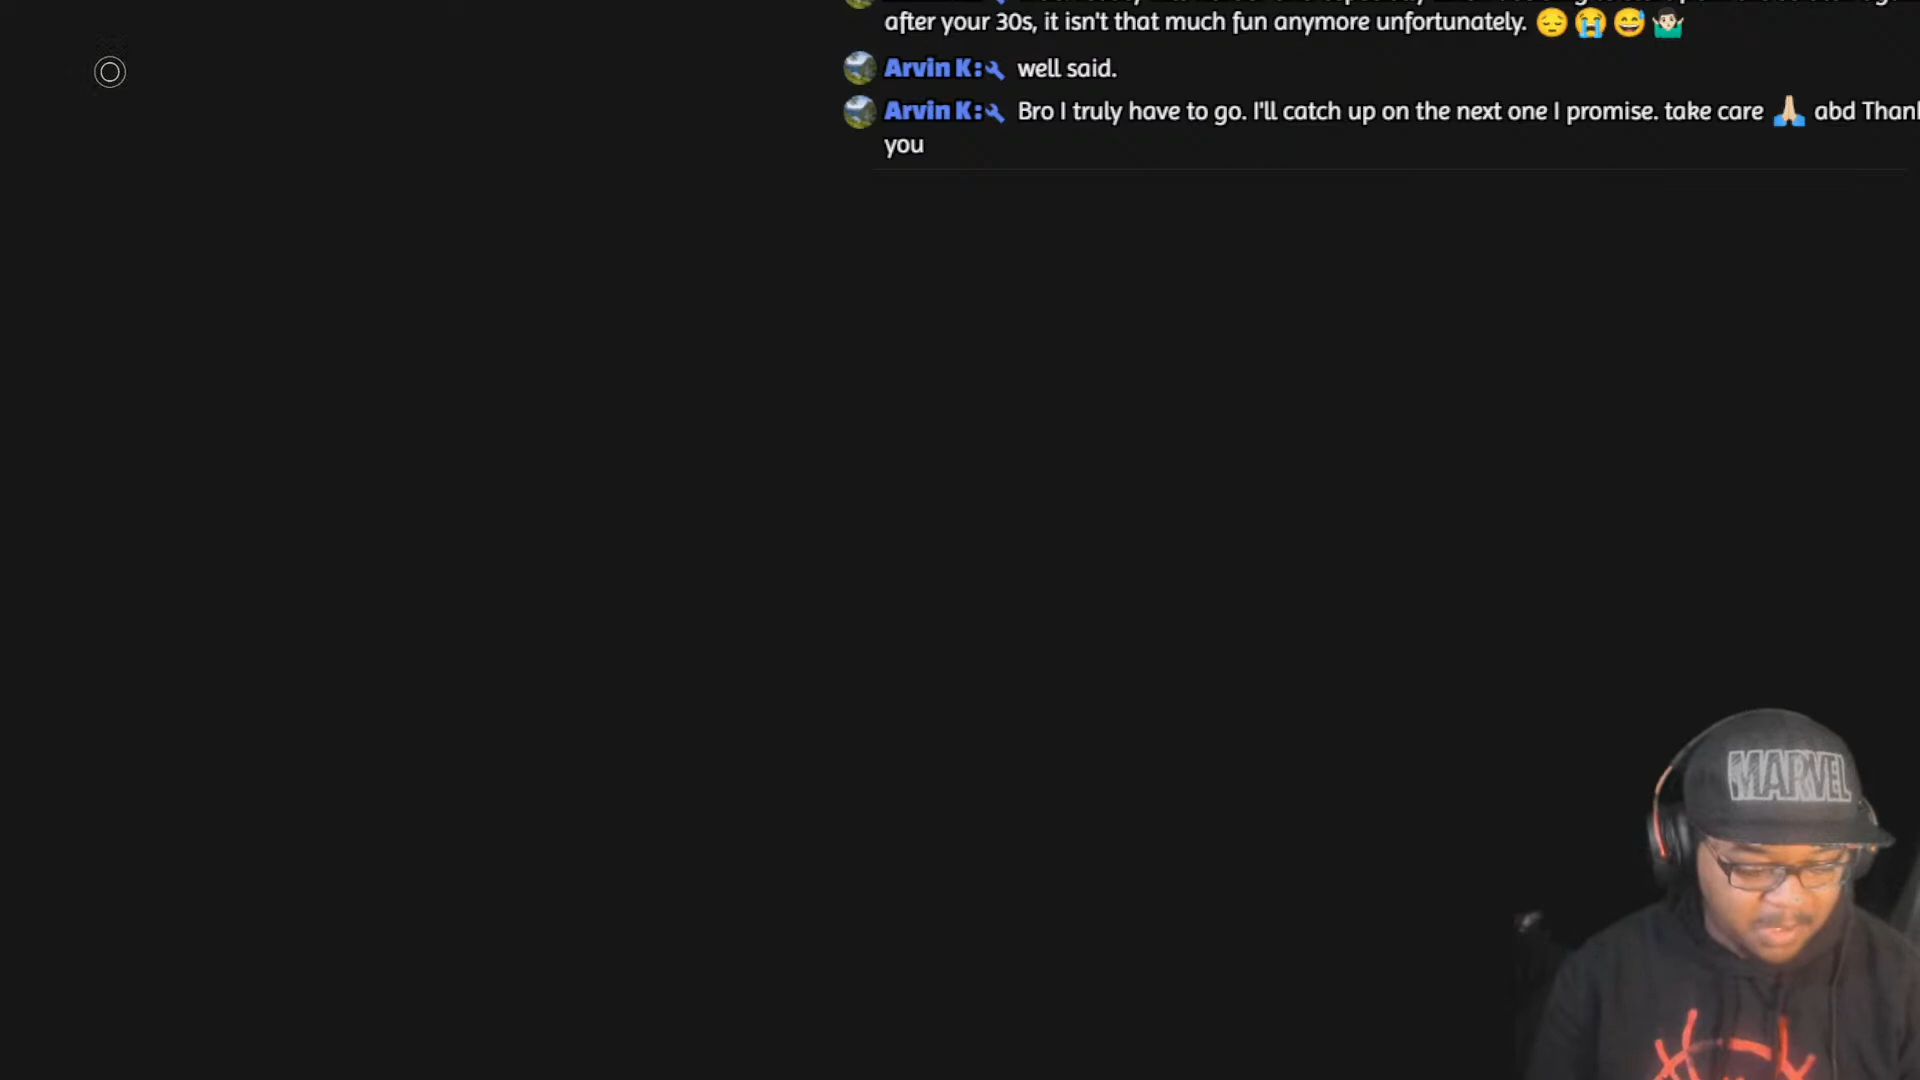 after your 30s, it isn't that much fun anymore unfortunately. 😔 😭 😅 🤷🏻‍♂️
Arvin K: well said.
Arvin K: Bro I truly have to go. I'll catch up on the next one I promise. take care 🙏🏼 abd Thank
you
MARVEL